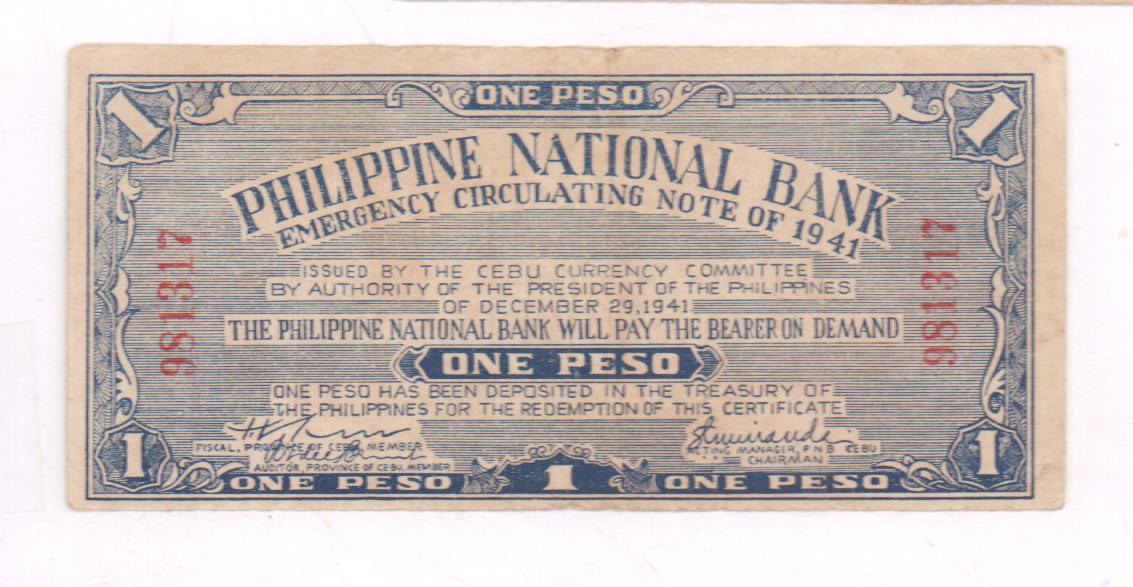 1 ONE PESO 1
PHILIPPINE NATIONAL BANK
EMERGENCY CIRCULATING NOTE OF 1941
981317
981317
ISSUED BY THE CEBU CURRENCY COMMITTEE
BY AUTHORITY OF THE PRESIDENT OF THE PHILIPPINES
OF DECEMBER 29, 1941
THE PHILIPPINE NATIONAL BANK WILL PAY THE BEARER ON DEMAND
ONE PESO
ONE PESO HAS BEEN DEPOSITED IN THE TREASURY OF
THE PHILIPPINES FOR THE REDEMPTION OF THIS CERTIFICATE
FISCAL, PROVINCE OF CEBU, MEMBER
AUDITOR, PROVINCE OF CEBU, MEMBER
ACTING MANAGER, PNB CEBU
CHAIRMAN
1 ONE PESO 1 ONE PESO 1